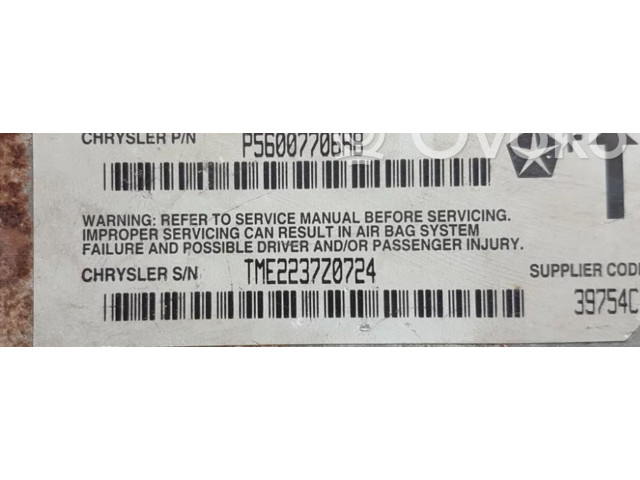 CHRYSLER P/N P56007706AB
WARNING: REFER TO SERVICE MANUAL BEFORE SERVICING.
IMPROPER SERVICING CAN RESULT IN AIR BAG SYSTEM
FAILURE AND POSSIBLE DRIVER AND/OR PASSENGER INJURY.
CHRYSLER S/N TME2237Z0724 SUPPLIER COD
39754C